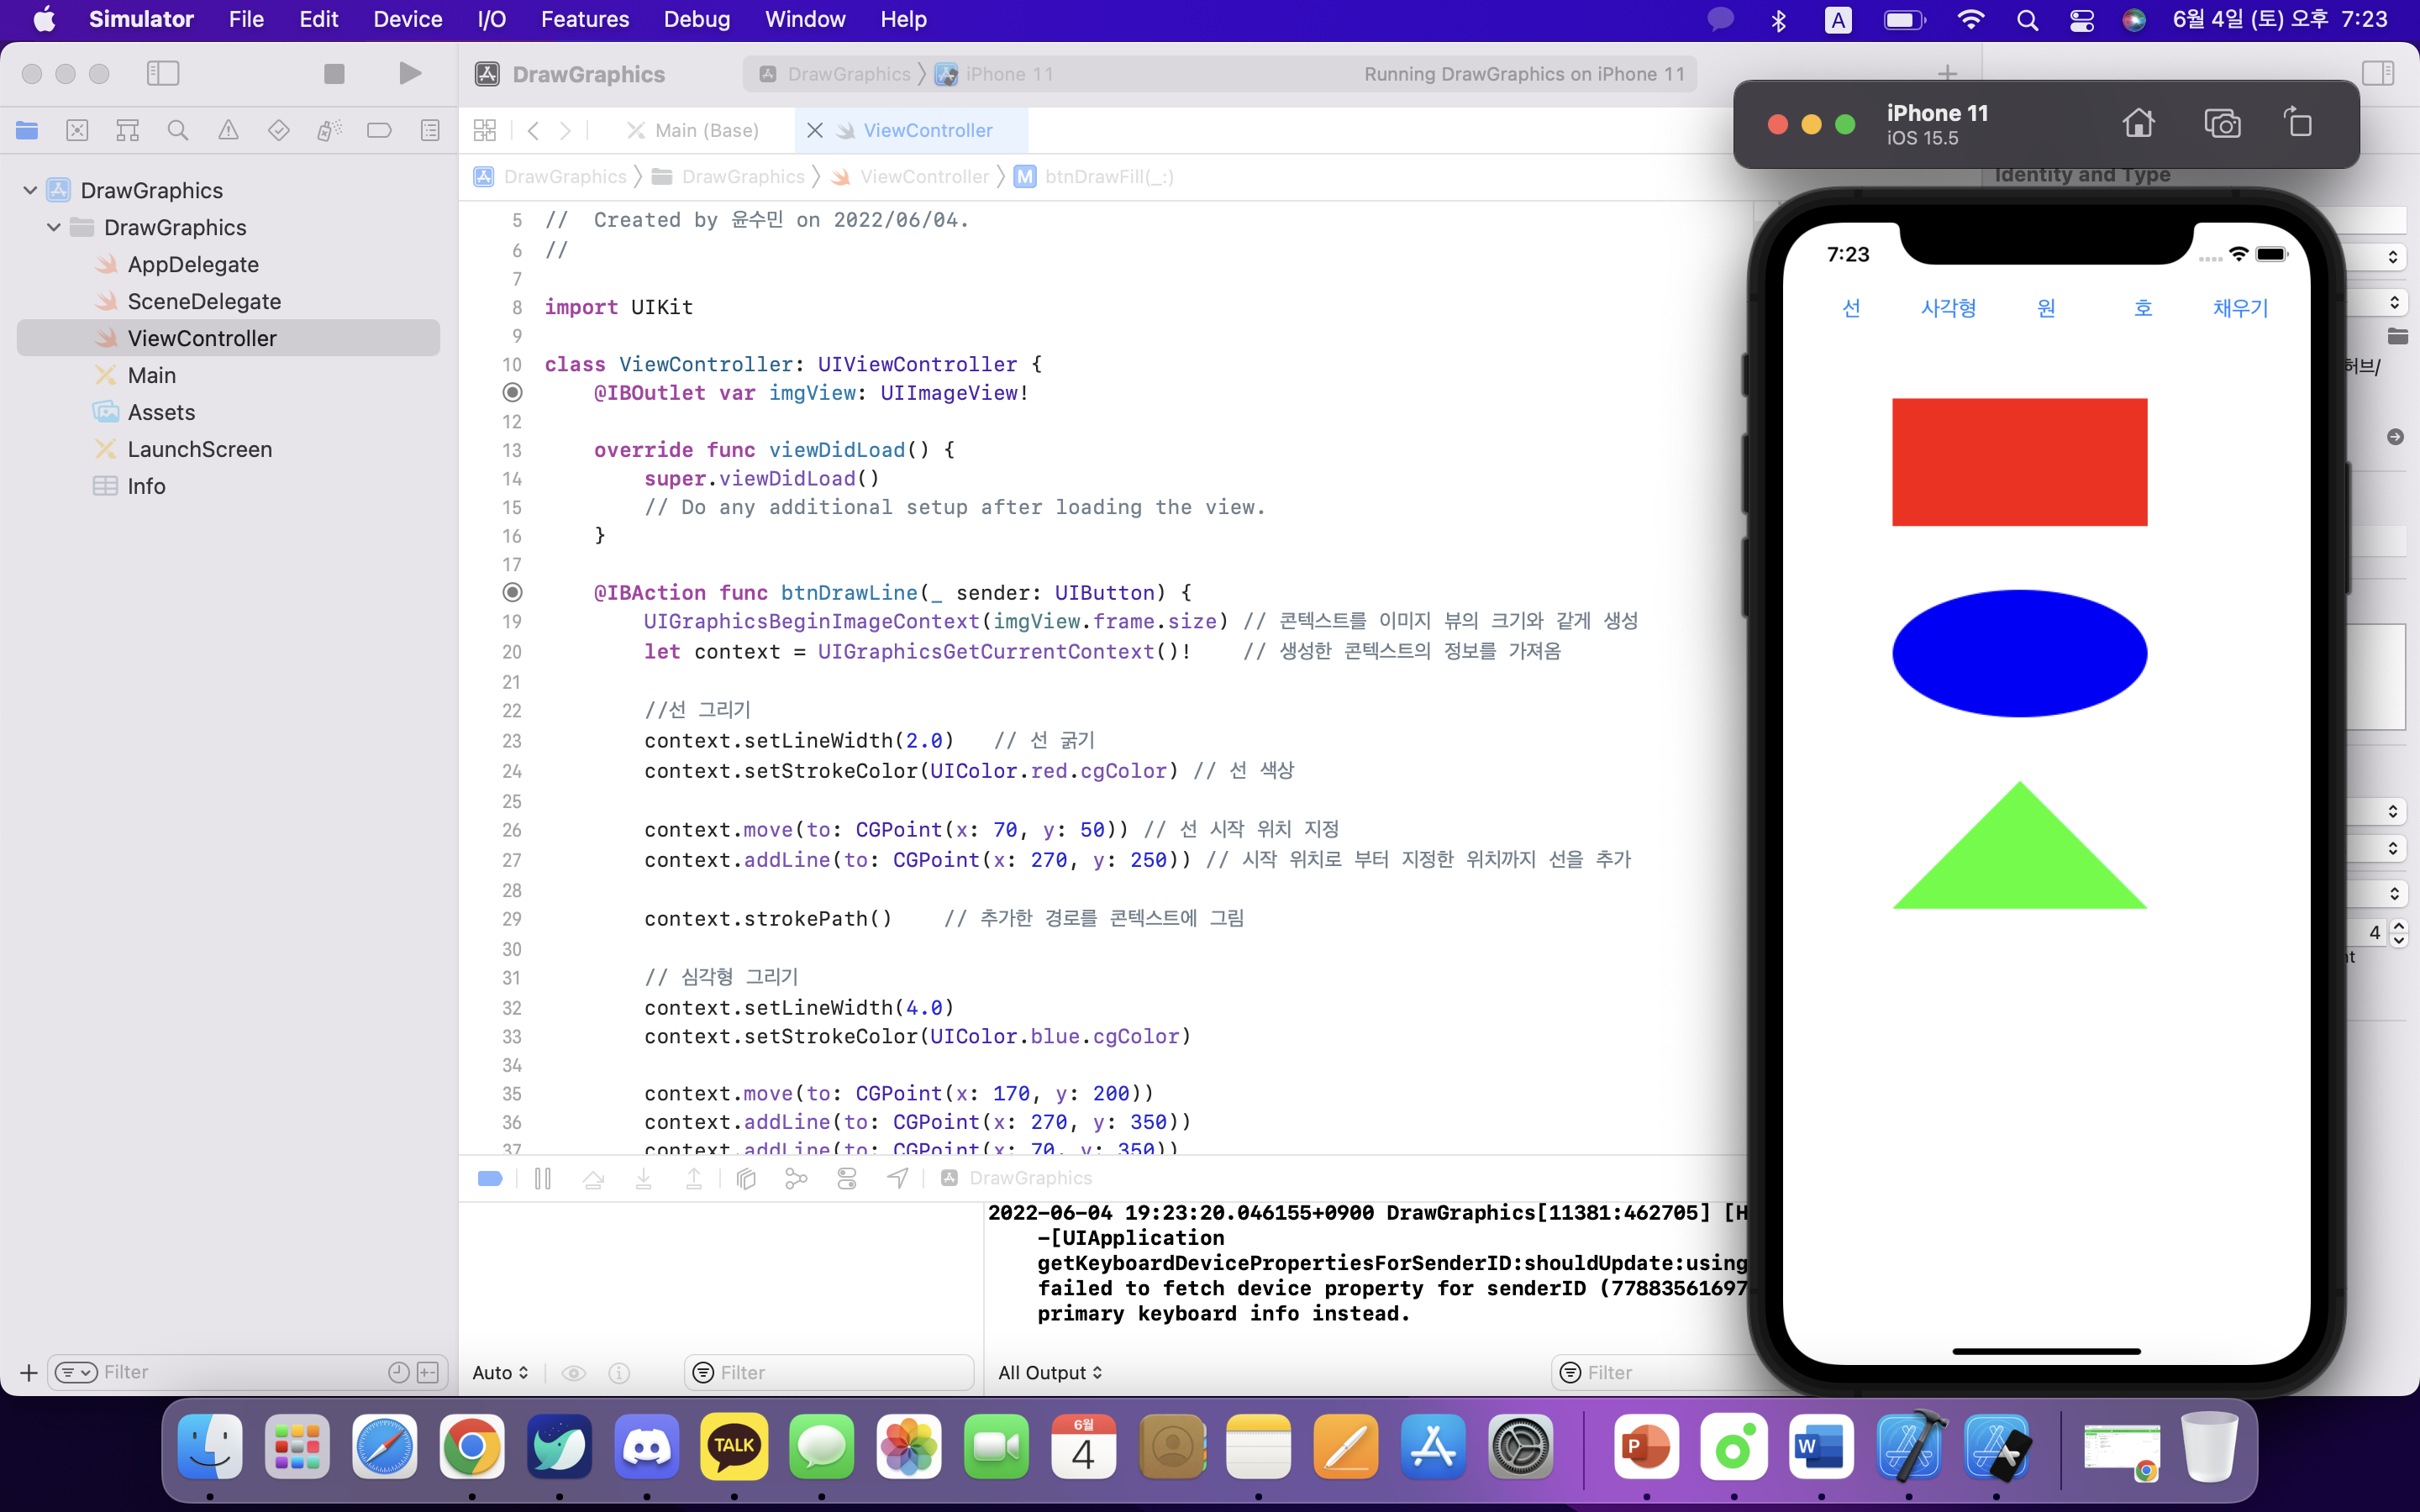 Simulator File Edit Device I/O Features Debug Window Help
A
6월 4일 (토) 오후 7:23
DrawGraphics
DrawGraphics
iPhone 11
Running DrawGraphics on iPhone 11
Main (Base)
ViewController
DrawGraphics
DrawGraphics
ViewController
M
btnDrawFill(_:)
DrawGraphics
DrawGraphics
AppDelegate
SceneDelegate
ViewController
Main
Assets
LaunchScreen
Info
Filter
5 //  Created by 윤수민 on 2022/06/04.
6 //
7
8 import UIKit
9
10 class ViewController: UIViewController {
@IBOutlet var imgView: UIImageView!
12
13 override func viewDidLoad() {
14 super.viewDidLoad()
15 // Do any additional setup after loading the view.
16 }
17
@IBAction func btnDrawLine(_ sender: UIButton) {
19 UIGraphicsBeginImageContext(imgView.frame.size) // 콘텍스트를 이미지 뷰의 크기와 같게 생성
20 let context = UIGraphicsGetCurrentContext()!    // 생성한 콘텍스트의 정보를 가져옴
21
22 //선 그리기
23 context.setLineWidth(2.0)   // 선 굵기
24 context.setStrokeColor(UIColor.red.cgColor) // 선 색상
25
26 context.move(to: CGPoint(x: 70, y: 50)) // 선 시작 위치 지정
27 context.addLine(to: CGPoint(x: 270, y: 250)) // 시작 위치로 부터 지정한 위치까지 선을 추가
28
29 context.strokePath()    // 추가한 경로를 콘텍스트에 그림
30
31 // 심각형 그리기
32 context.setLineWidth(4.0)
33 context.setStrokeColor(UIColor.blue.cgColor)
34
35 context.move(to: CGPoint(x: 170, y: 200))
36 context.addLine(to: CGPoint(x: 270, y: 350))
37 context.addLine(to: CGPoint(x: 70, y: 350))
DrawGraphics
2022-06-04 19:23:20.046155+0900 DrawGraphics[11381:462705] [H
-[UIApplication
getKeyboardDevicePropertiesForSenderID:shouldUpdate:using
failed to fetch device property for senderID (77883561697
primary keyboard info instead.
Auto
Filter
All Output
Filter
iPhone 11
iOS 15.5
Identity and Type
허브/
4
nt
7:23
선 사각형 원 호 채우기
TALK
6월
4
P
W